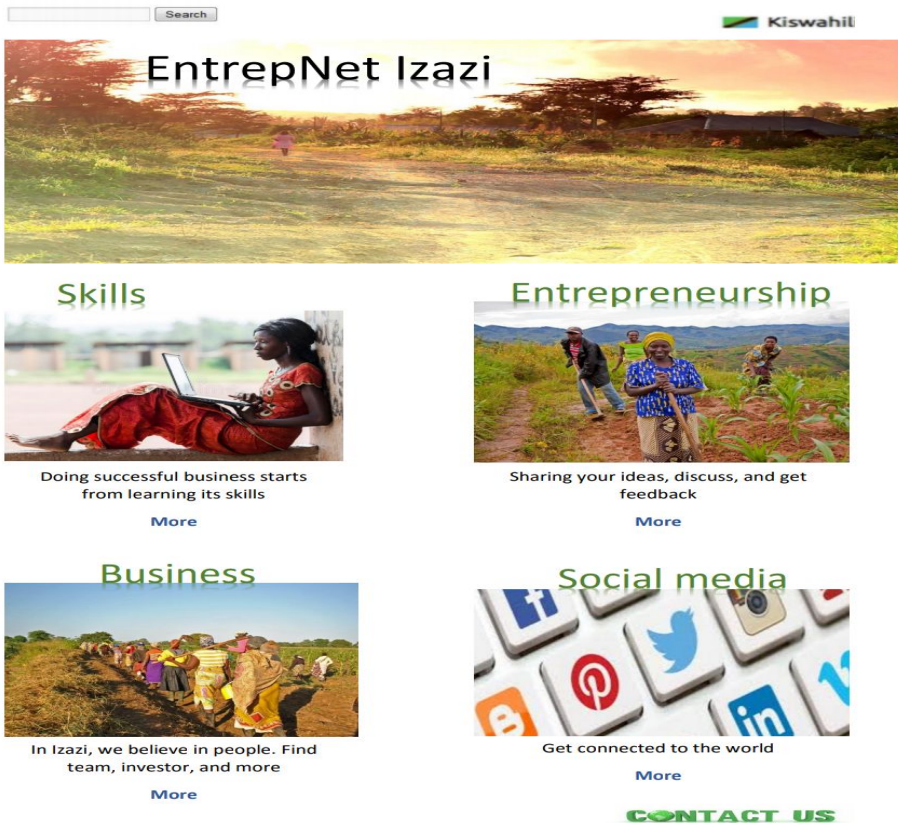 Search
Kiswahili
EntrepNet Izazi
Skills
Entrepreneurship
Doing successful business starts
from learning its skills
More
Sharing your ideas, discuss, and get
feedback
More
Business
Social media
in
In Izazi, we believe in people. Find
team, investor, and more
More
Get connected to the world
More
CONTACT US